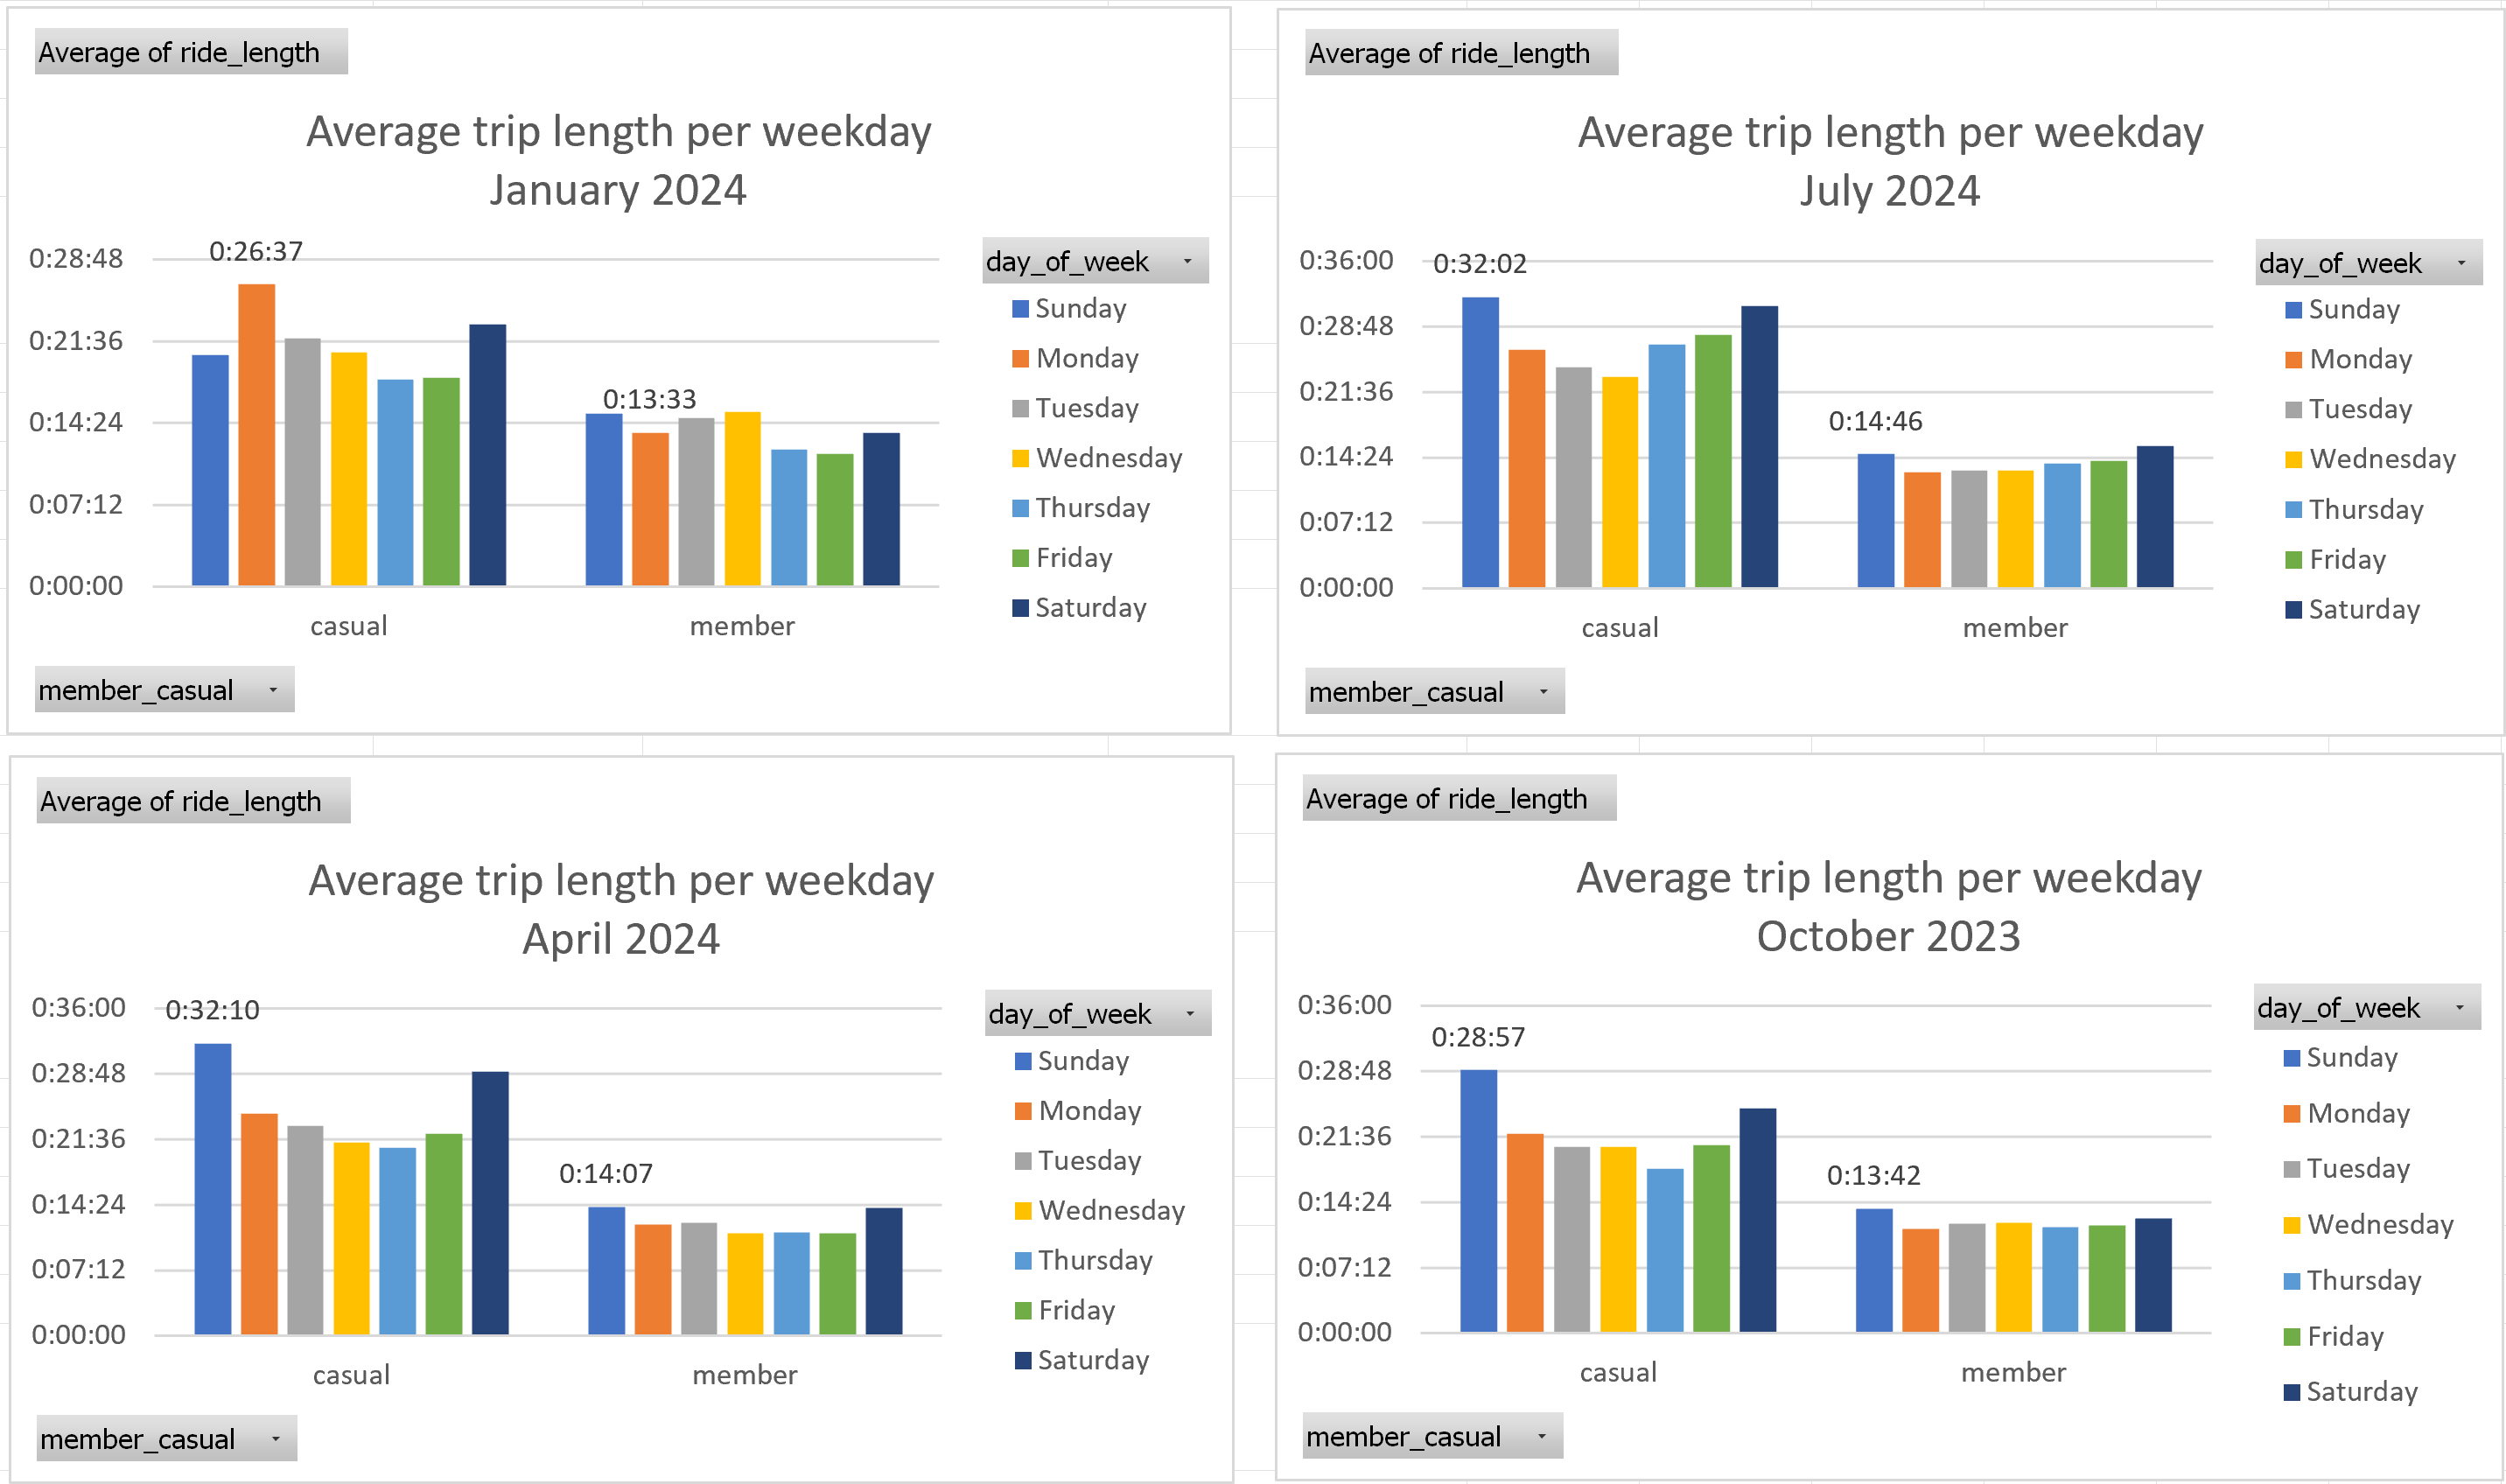 Average of ride_length
Average trip length per weekday
January 2024
0:28:48
0:21:36
0:14:24
0:07:12
0:00:00
0:26:37
0:13:33
casual
member
day_of_week
Sunday
Monday
Tuesday
Wednesday
Thursday
Friday
Saturday
member_casual
Average of ride_length
Average trip length per weekday
July 2024
0:36:00
0:28:48
0:21:36
0:14:24
0:07:12
0:00:00
0:32:02
0:14:46
casual
member
day_of_week
Sunday
Monday
Tuesday
Wednesday
Thursday
Friday
Saturday
member_casual
Average of ride_length
Average trip length per weekday
April 2024
0:36:00
0:28:48
0:21:36
0:14:24
0:07:12
0:00:00
0:32:10
0:14:07
casual
member
day_of_week
Sunday
Monday
Tuesday
Wednesday
Thursday
Friday
Saturday
member_casual
Average of ride_length
Average trip length per weekday
October 2023
0:36:00
0:28:48
0:21:36
0:14:24
0:07:12
0:00:00
0:28:57
0:13:42
casual
member
day_of_week
Sunday
Monday
Tuesday
Wednesday
Thursday
Friday
Saturday
member_casual